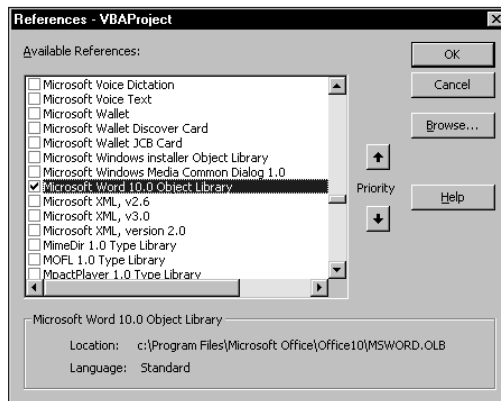 References - VBAProject
Available References:
Microsoft Voice Dictation
Microsoft Voice Text
Microsoft Wallet
Microsoft Wallet Discover Card
Microsoft Wallet JCB Card
Microsoft Windows installer Object Library
Microsoft Windows Media Common Dialog 1.0
Microsoft Word 10.0 Object Library
Microsoft XML, v2.6
Microsoft XML, v3.0
Microsoft XML, version 2.0
MimeDir 1.0 Type Library
MOFL 1.0 Type Library
MpactPlayer 1.0 Type Library
OK
Cancel
Browse...
Priority
Help
Microsoft Word 10.0 Object Library
Location: c:\Program Files\Microsoft Office\Office10\MSWORD.OLB
Language: Standard